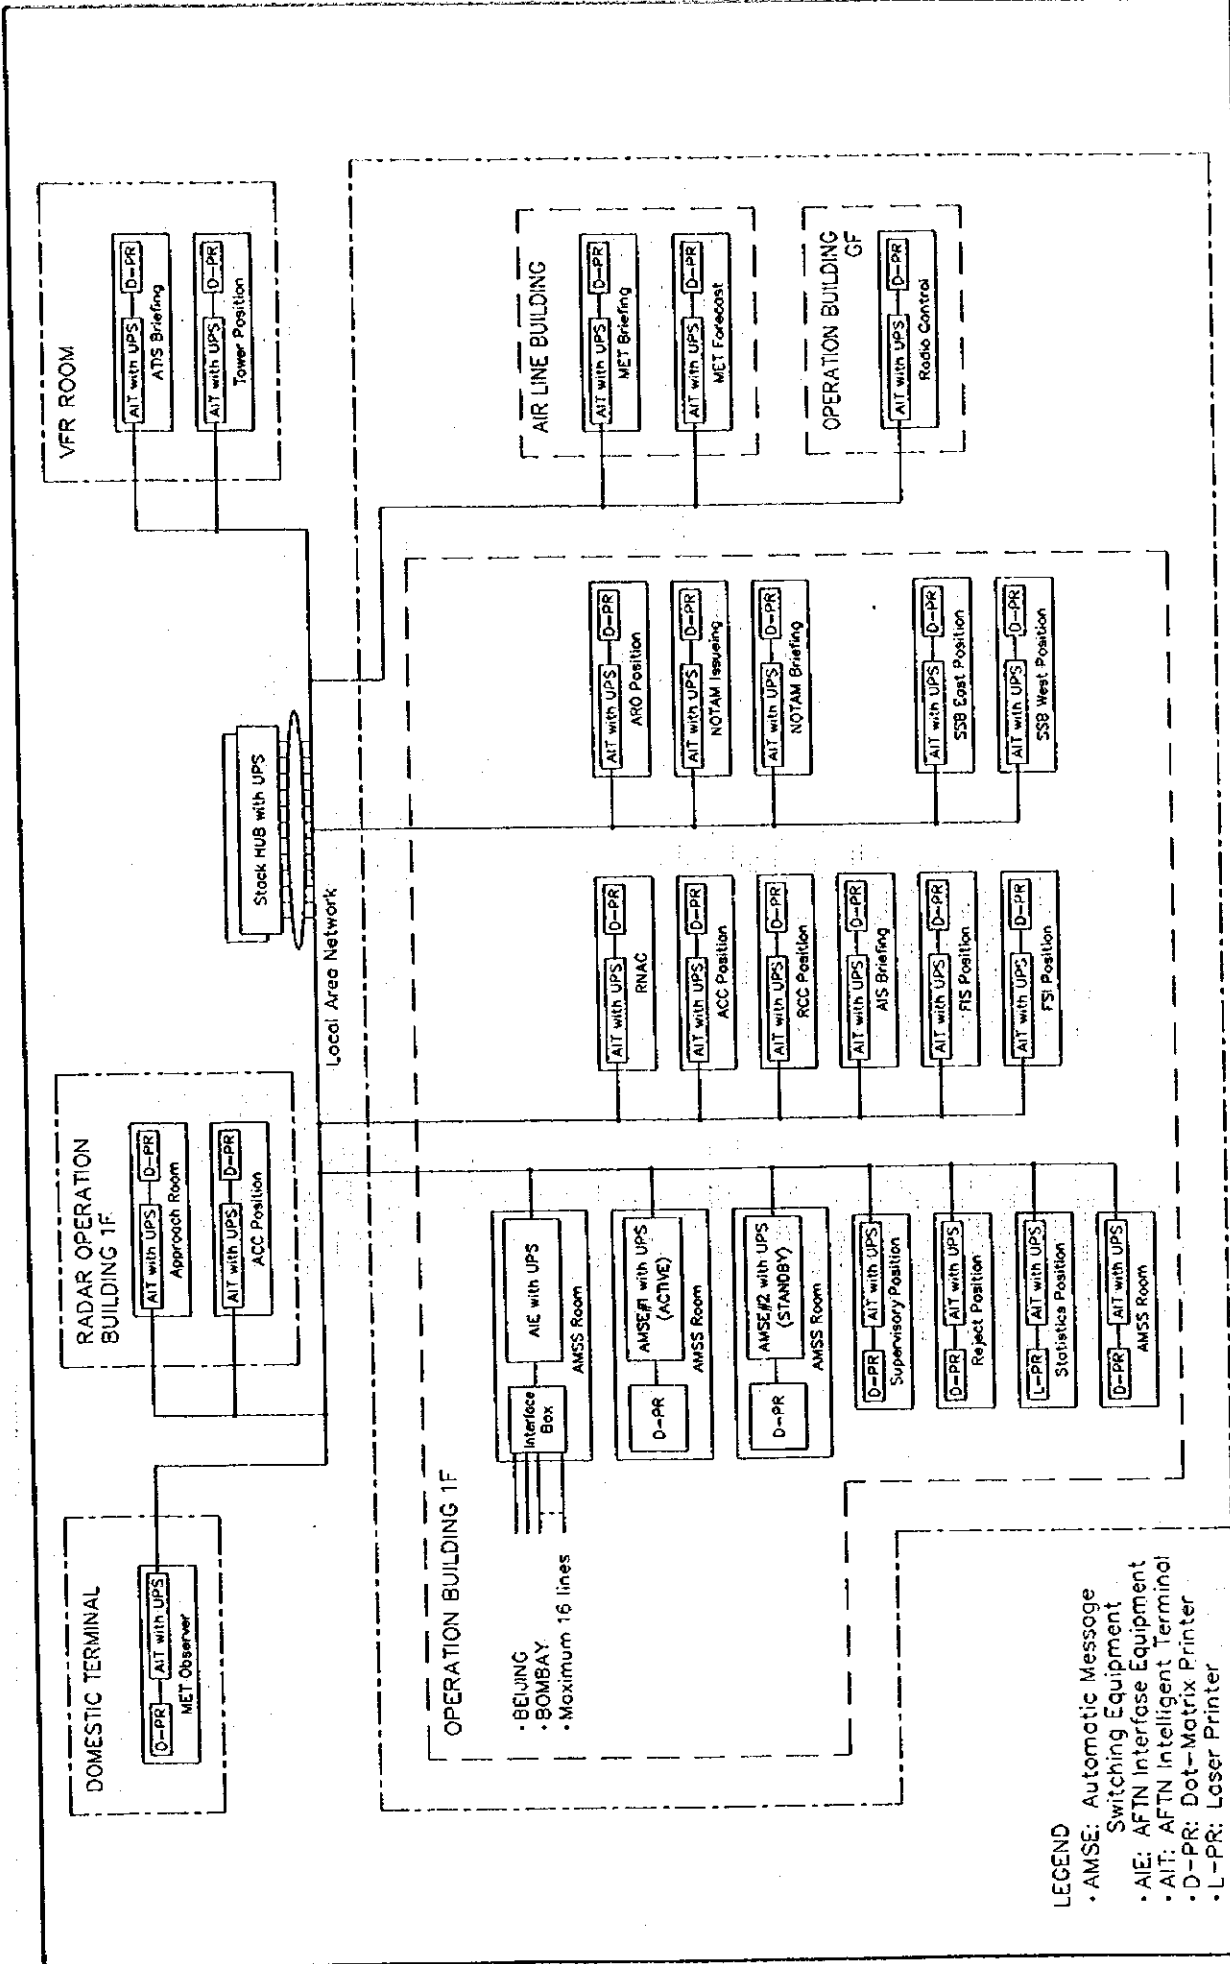 DOMESTIC TERMINAL
D-PR
AIT with UPS
MET Observer
RADAR OPERATION
BUILDING 1F
AIT with UPS
D-PR
Approach Room
AIT with UPS
D-PR
ACC Position
Stack HUB with UPS
Local Area Network
VFR ROOM
AIT with UPS
D-PR
ATIS Briefing
AIT with UPS
D-PR
Tower Position
OPERATION BUILDING 1F
• BEIJING
• BOMBAY
• Maximum 16 lines
Interface
Box
AIE with UPS
AMSS Room
D-PR
AMSE#1 with UPS
(ACTIVE)
AMSS Room
D-PR
AMSE#2 with UPS
(STANDBY)
AMSS Room
D-PR
AIT with UPS
Supervisory Position
D-PR
AIT with UPS
Reject Position
L-PR
AIT with UPS
Statistics Position
D-PR
AIT with UPS
AMSS Room
AIT with UPS
D-PR
RNAC
AIT with UPS
D-PR
ACC Position
AIT with UPS
D-PR
RCC Position
AIT with UPS
D-PR
AIS Briefing
AIT with UPS
D-PR
FIS Position
AIT with UPS
D-PR
FSI Position
AIT with UPS
D-PR
ARO Position
AIT with UPS
D-PR
NOTAM Issueing
AIT with UPS
D-PR
NOTAM Briefing
AIT with UPS
D-PR
SSB East Position
AIT with UPS
D-PR
SSB West Position
AIR LINE BUILDING
AIT with UPS
D-PR
MET Briefing
AIT with UPS
D-PR
MET Forecast
OPERATION BUILDING
GF
AIT with UPS
D-PR
Radio Control
LEGEND
• AMSE: Automatic Message
Switching Equipment
• AIE: AFTN Interfase Equipment
• AIT: AFTN Intelligent Terminal
• D-PR: Dot-Matrix Printer
• L-PR: Laser Printer